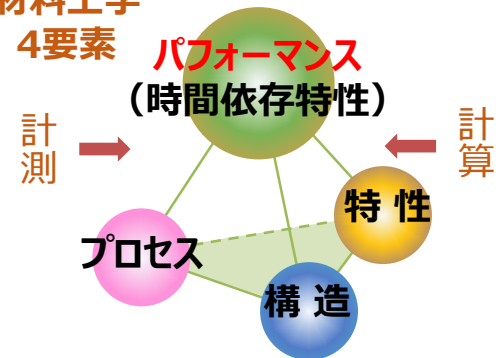 材料工学
4要素
パフォーマンス
（時間依存特性）
計測
計算
特 性
プロセス
構 造